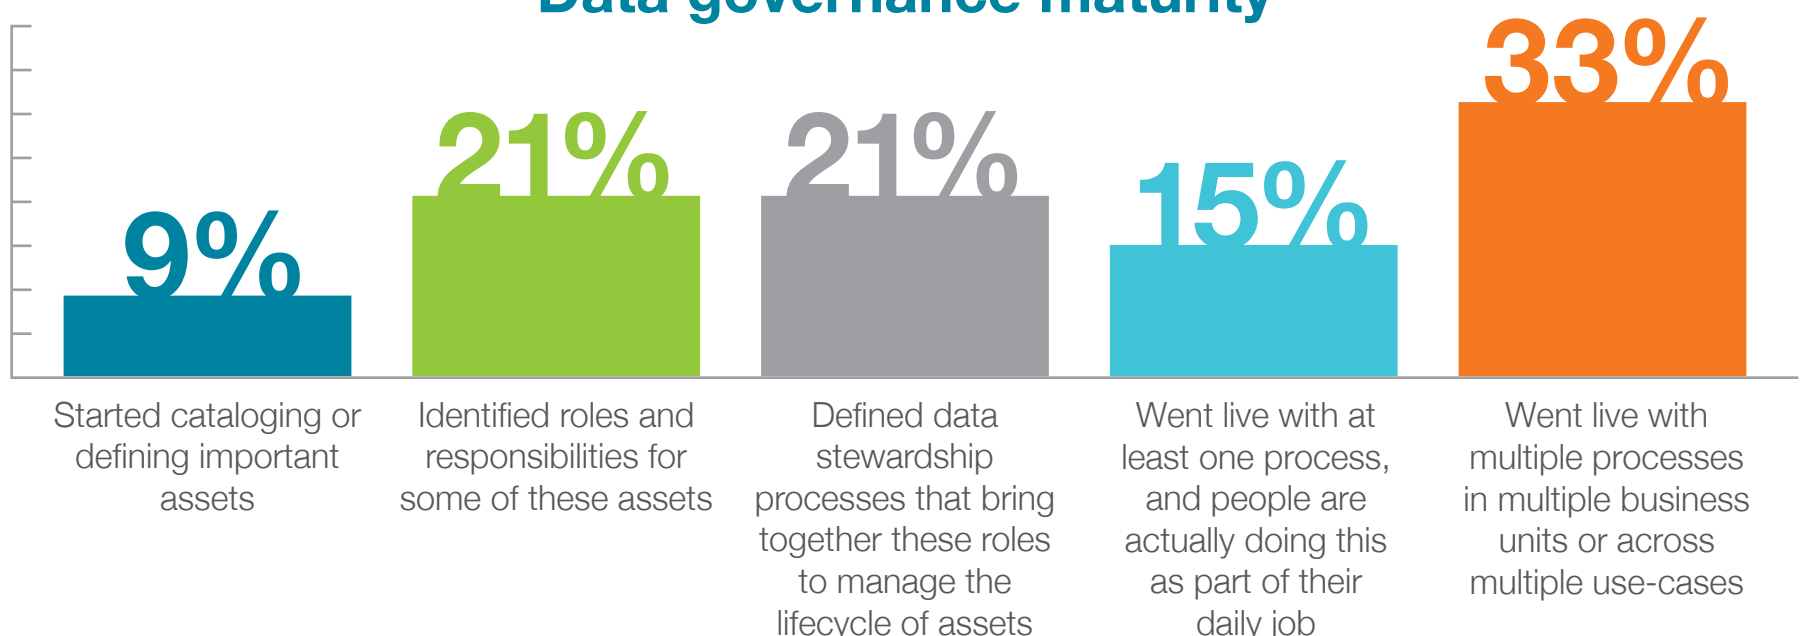 Data governance maturity
9%
21%
21%
15%
33%
Started cataloging or
defining important
assets
Identified roles and
responsibilities for
some of these assets
Defined data
stewardship
processes that bring
together these roles
to manage the
lifecycle of assets
Went live with at
least one process,
and people are
actually doing this
as part of their
daily job
Went live with
multiple processes
in multiple business
units or across
multiple use-cases